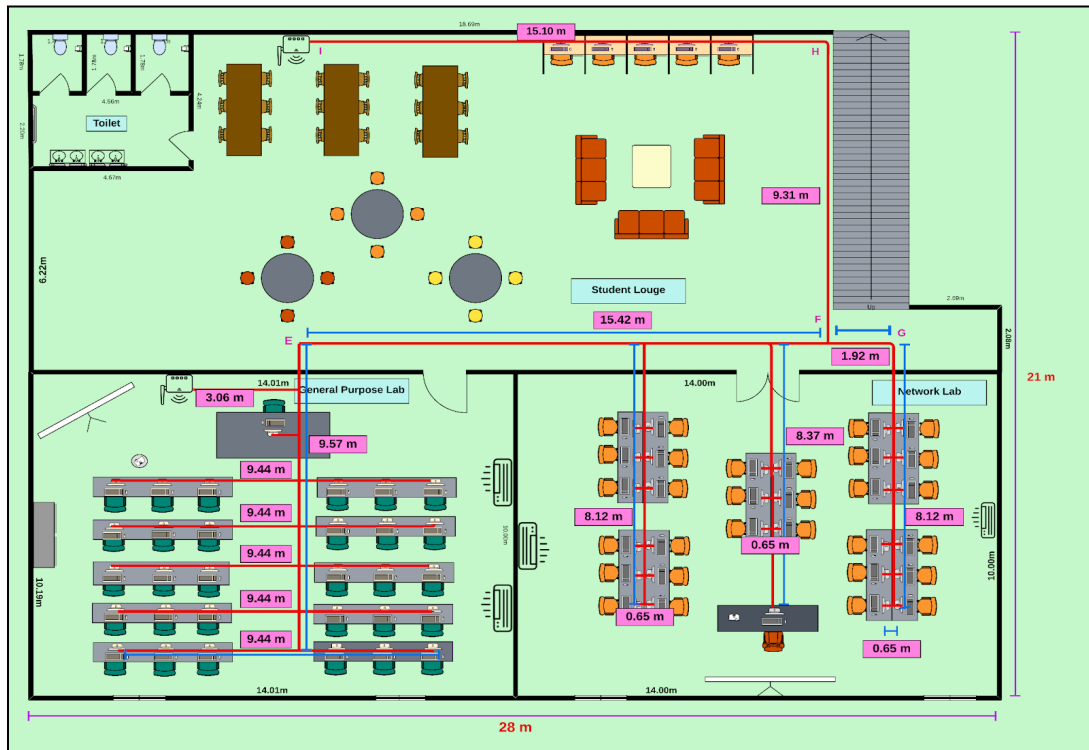 18.69m
15.10 m
I
H
1.78m
1.78m
4.56m
4.24m
2.20m
Toilet
4.67m
9.31 m
6.22m
Student Louge
Up
2.69m
15.42 m
F
E
G
1.92 m
2.08m
21 m
14.01m
General Purpose Lab
14.00m
Network Lab
3.06 m
9.57 m
8.37 m
9.44 m
9.44 m
8.12 m
8.12 m
10.00m
9.44 m
0.65 m
10.19m
10.00m
9.44 m
0.65 m
9.44 m
0.65 m
14.01m
14.00m
28 m